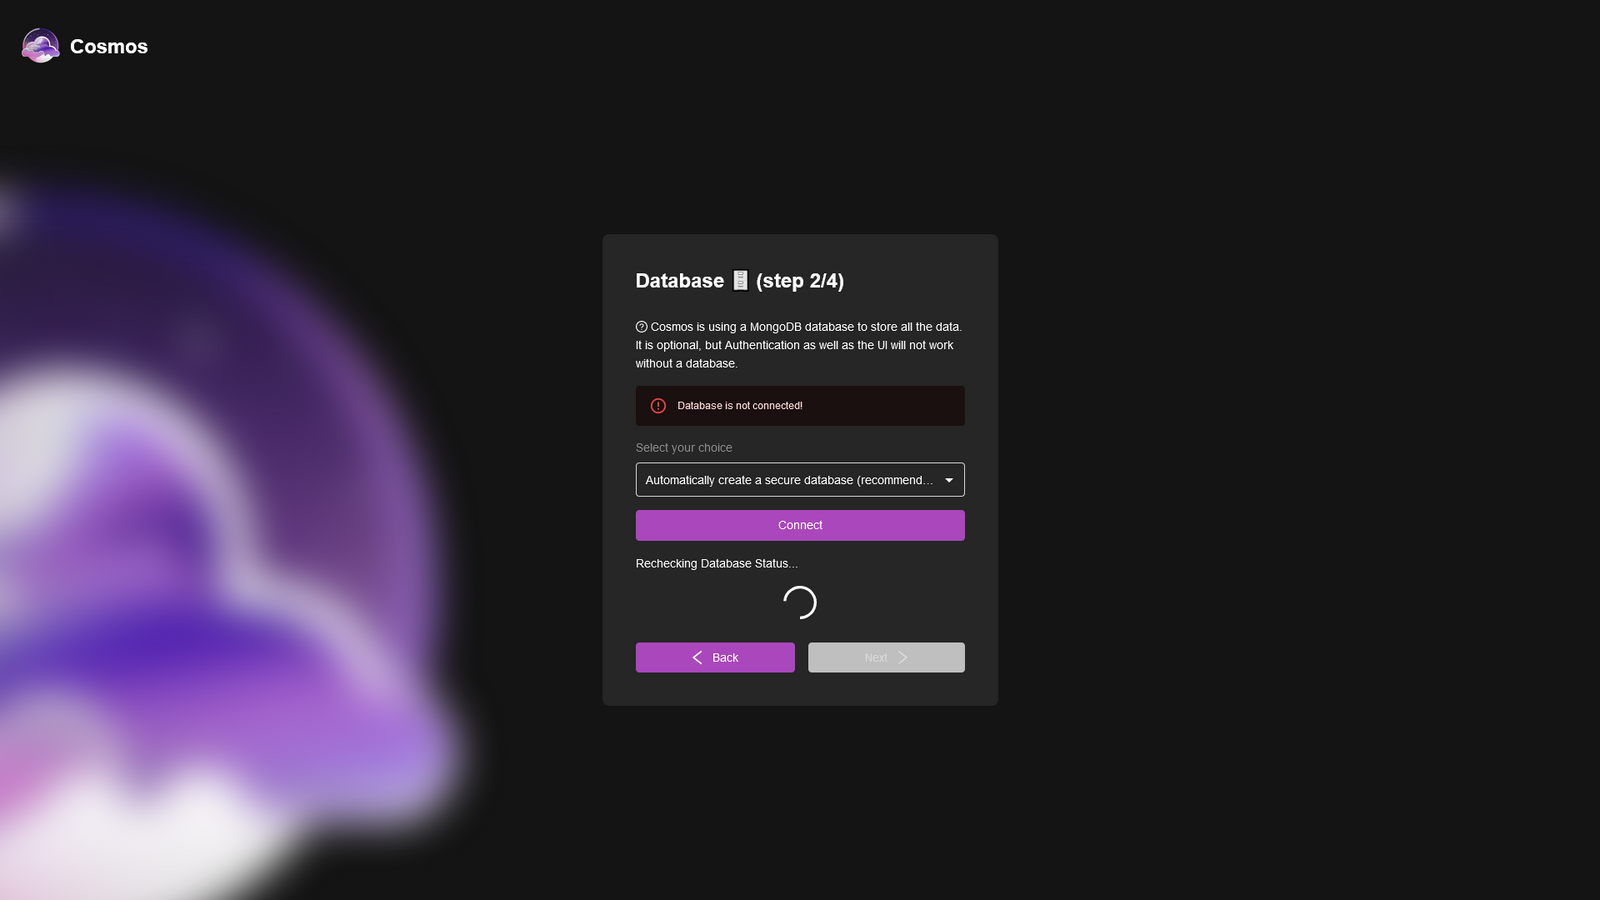 Cosmos
Database (step 2/4)
Cosmos is using a MongoDB database to store all the data.
It is optional, but Authentication as well as the UI will not work
without a database.
Database is not connected!
Select your choice
Automatically create a secure database (recommend...
Connect
Rechecking Database Status...
Back
Next